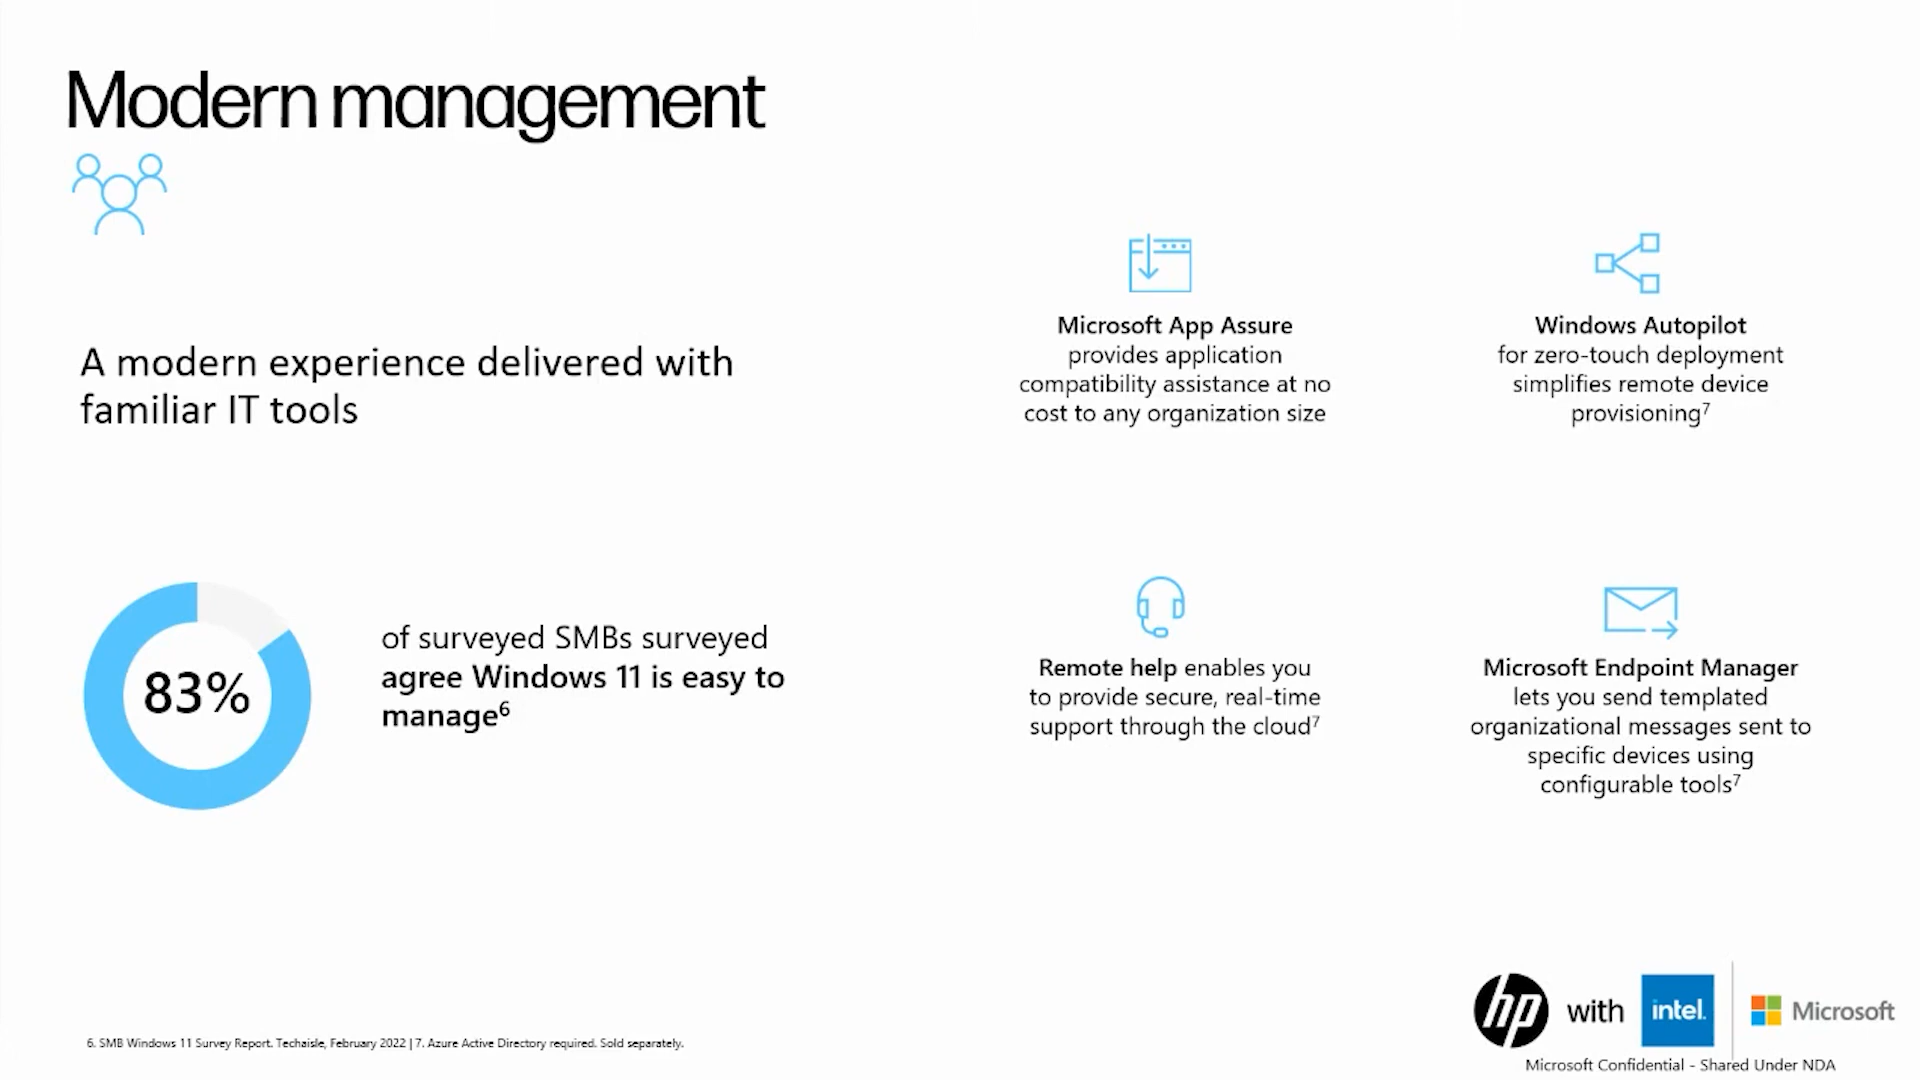 Modern management
A modern experience delivered with
familiar IT tools
83%
of surveyed SMBs surveyed
agree Windows 11 is easy to
manage⁶
Microsoft App Assure
provides application
compatibility assistance at no
cost to any organization size
Windows Autopilot
for zero-touch deployment
simplifies remote device
provisioning⁷
Remote help enables you
to provide secure, real-time
support through the cloud⁷
Microsoft Endpoint Manager
lets you send templated
organizational messages sent to
specific devices using
configurable tools⁷
6. SMB Windows 11 Survey Report. Techaisle, February 2022 | 7. Azure Active Directory required. Sold separately.
hp with intel. Microsoft
Microsoft Confidential - Shared Under NDA